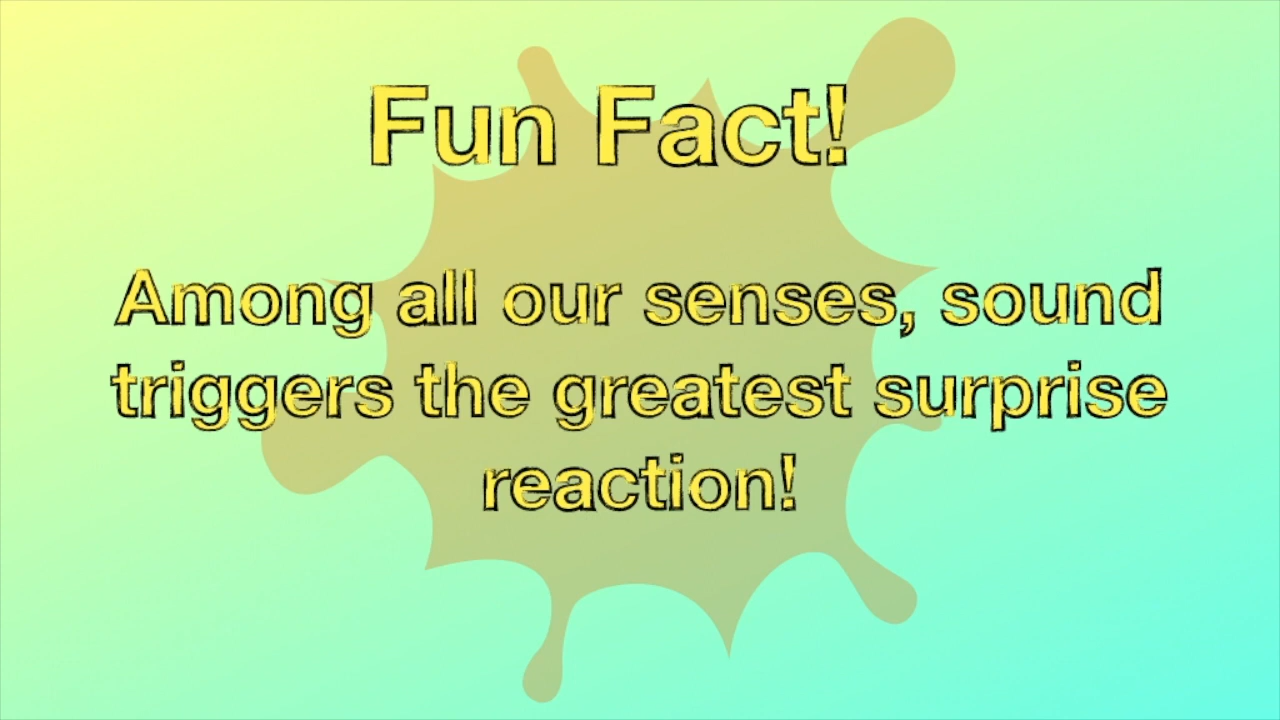 Fun Fact!
Among all our senses, sound
triggers the greatest surprise
reaction!